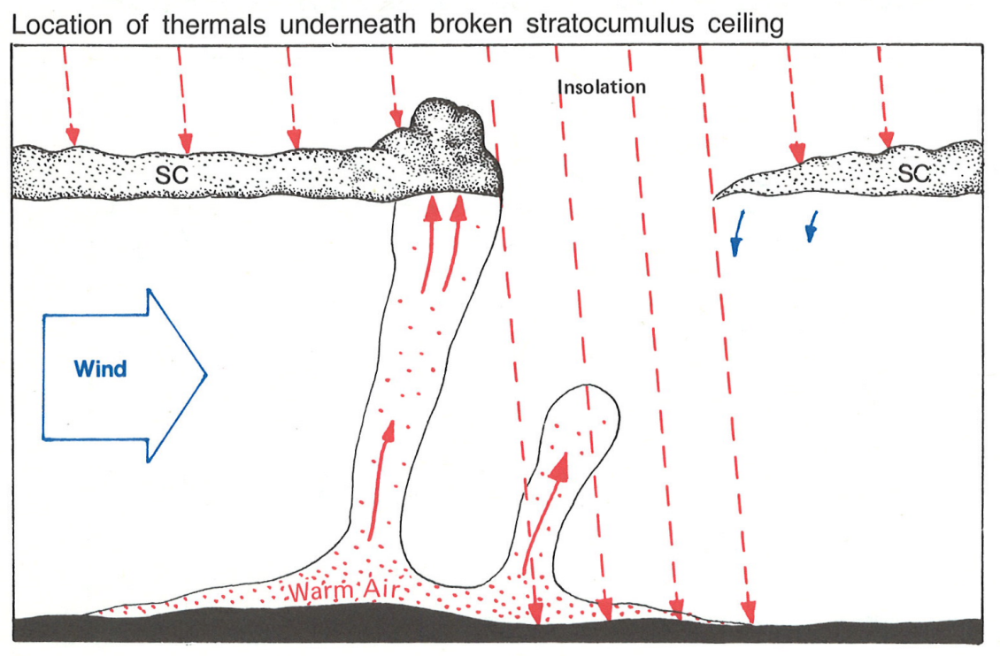 Location of thermals underneath broken stratocumulus ceiling
Insolation
SC
SC
Wind
Warm Air